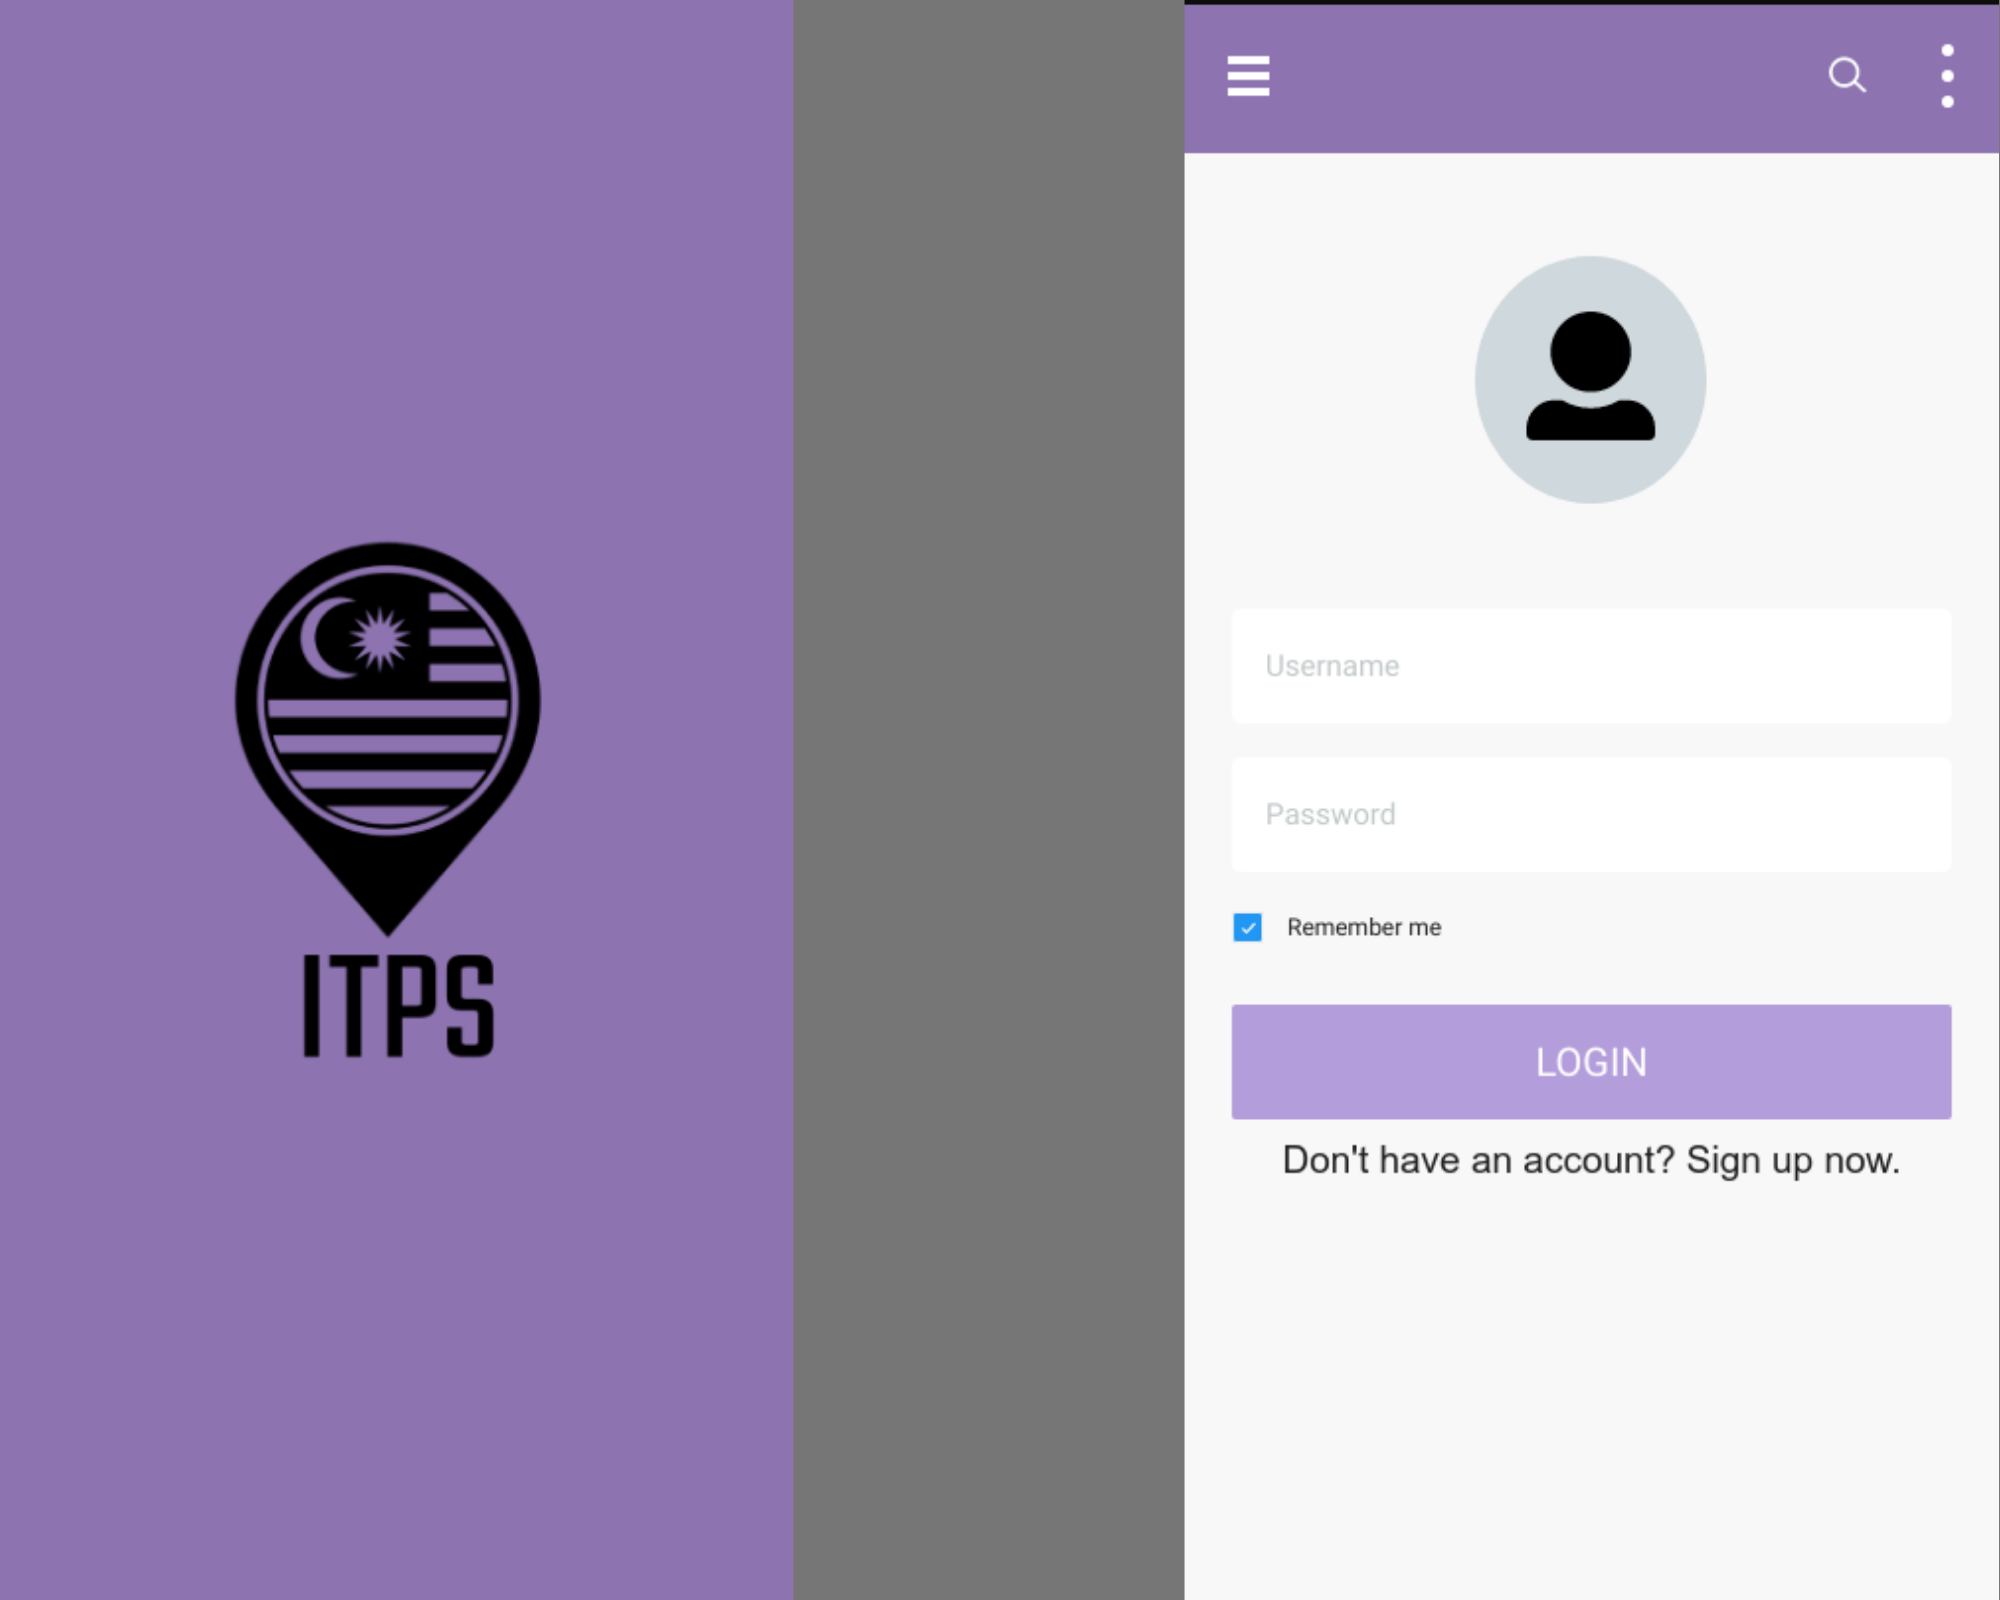 ITPS
Username
Password
Remember me
LOGIN
Don't have an account? Sign up now.